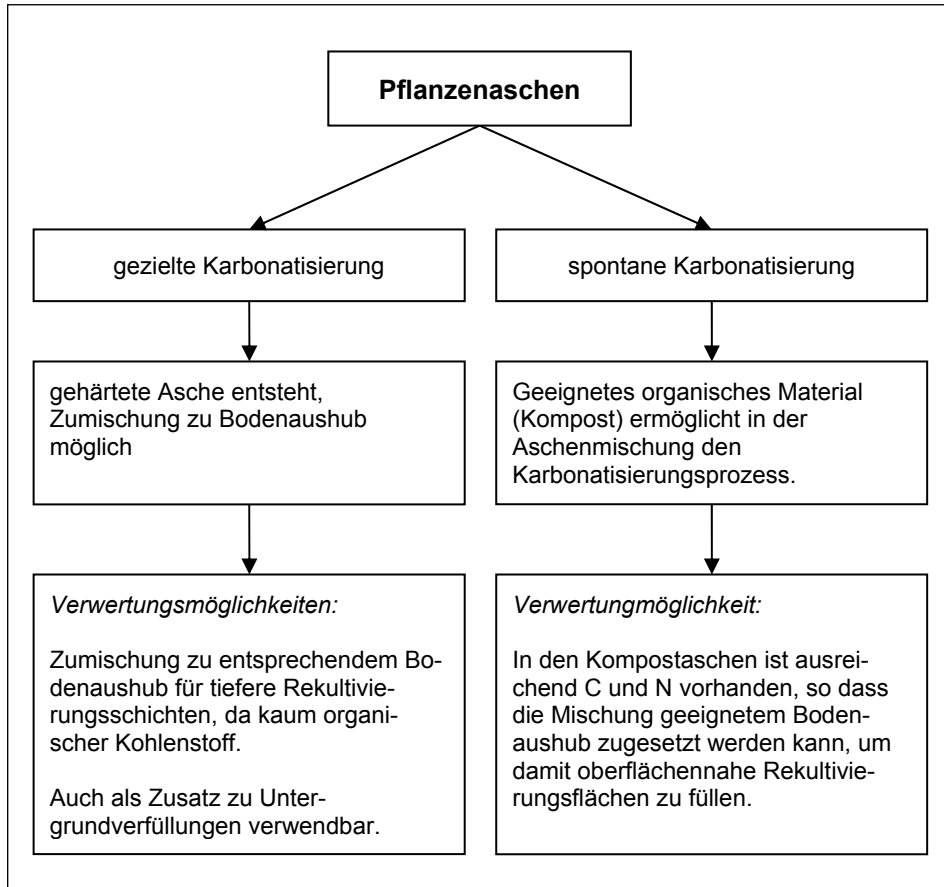 Pflanzenaschen
gezielte Karbonatisierung
spontane Karbonatisierung
gehärtete Asche entsteht,
Zumischung zu Bodenaushub
möglich
Geeignetes organisches Material
(Kompost) ermöglicht in der
Aschenmischung den
Karbonatisierungsprozess.
Verwertungsmöglichkeiten:
Zumischung zu entsprechendem Bo-
denaushub für tiefere Rekultivie-
rungsschichten, da kaum organi-
scher Kohlenstoff.
Auch als Zusatz zu Unter-
grundverfüllungen verwendbar.
Verwertungmöglichkeit:
In den Kompostaschen ist ausrei-
chend C und N vorhanden, so dass
die Mischung geeignetem Boden-
aushub zugesetzt werden kann, um
damit oberflächennahe Rekultivie-
rungsflächen zu füllen.